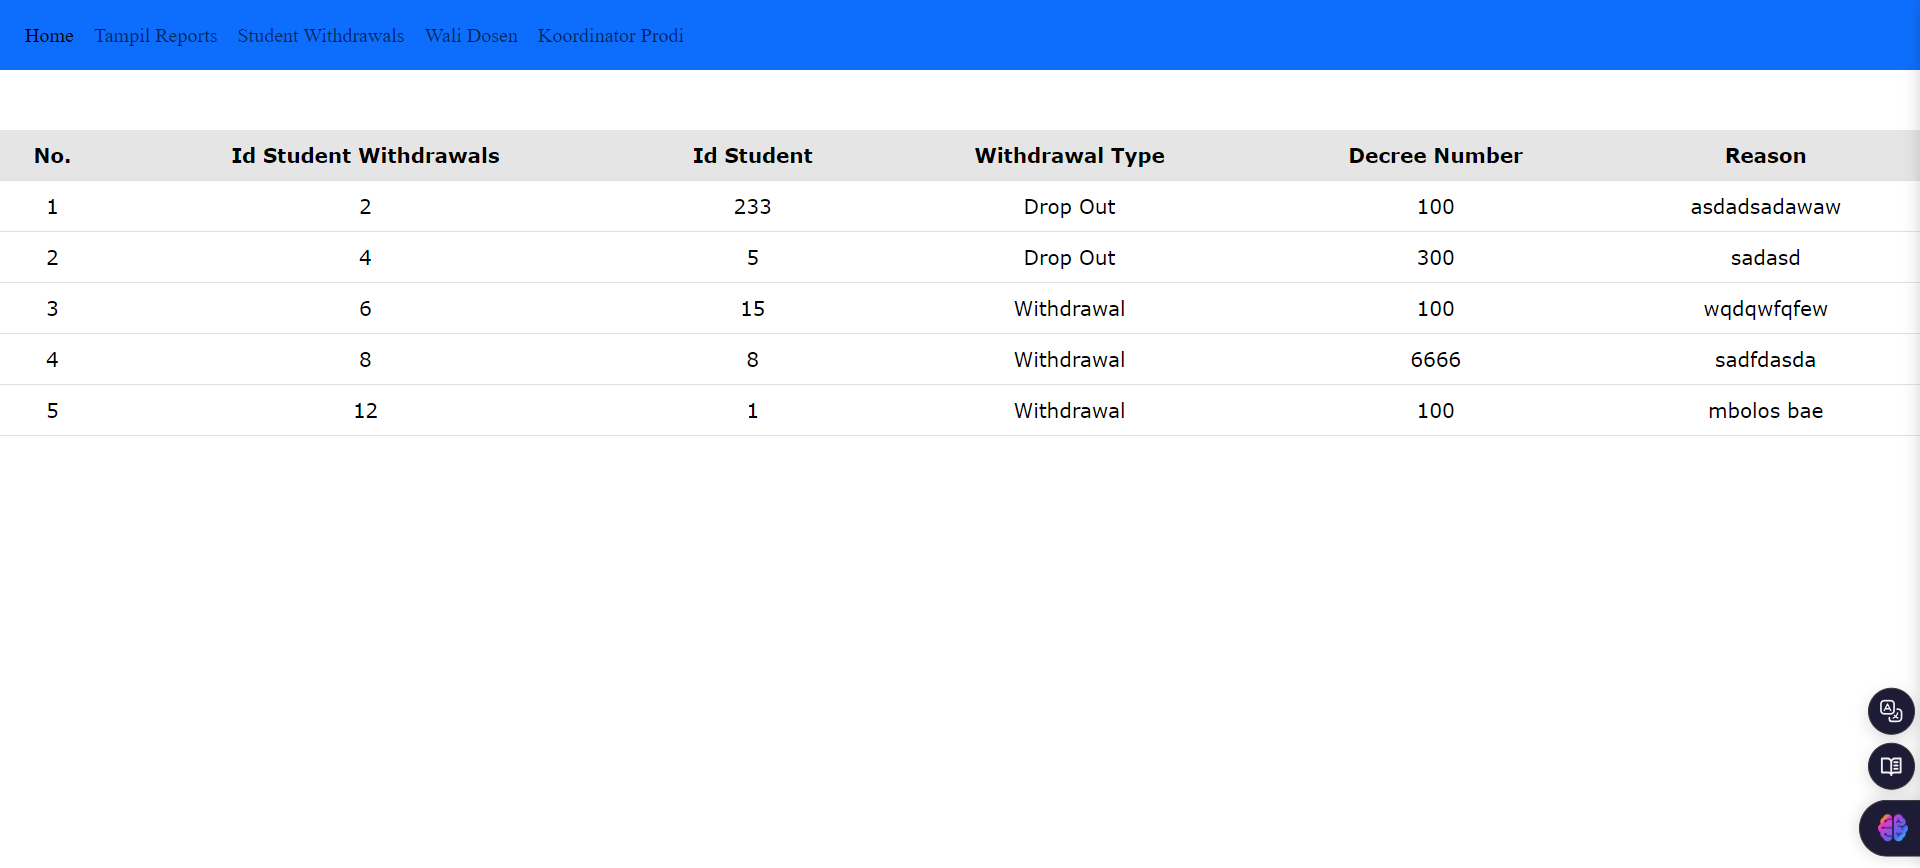 Home Tampil Reports Student Withdrawals Wali Dosen Koordinator Prodi
No. Id Student Withdrawals Id Student Withdrawal Type Decree Number Reason
1 2 233 Drop Out 100 asdadsadawaw
2 4 5 Drop Out 300 sadasd
3 6 15 Withdrawal 100 wqdqwfqfew
4 8 8 Withdrawal 6666 sadfdasda
5 12 1 Withdrawal 100 mbolos bae